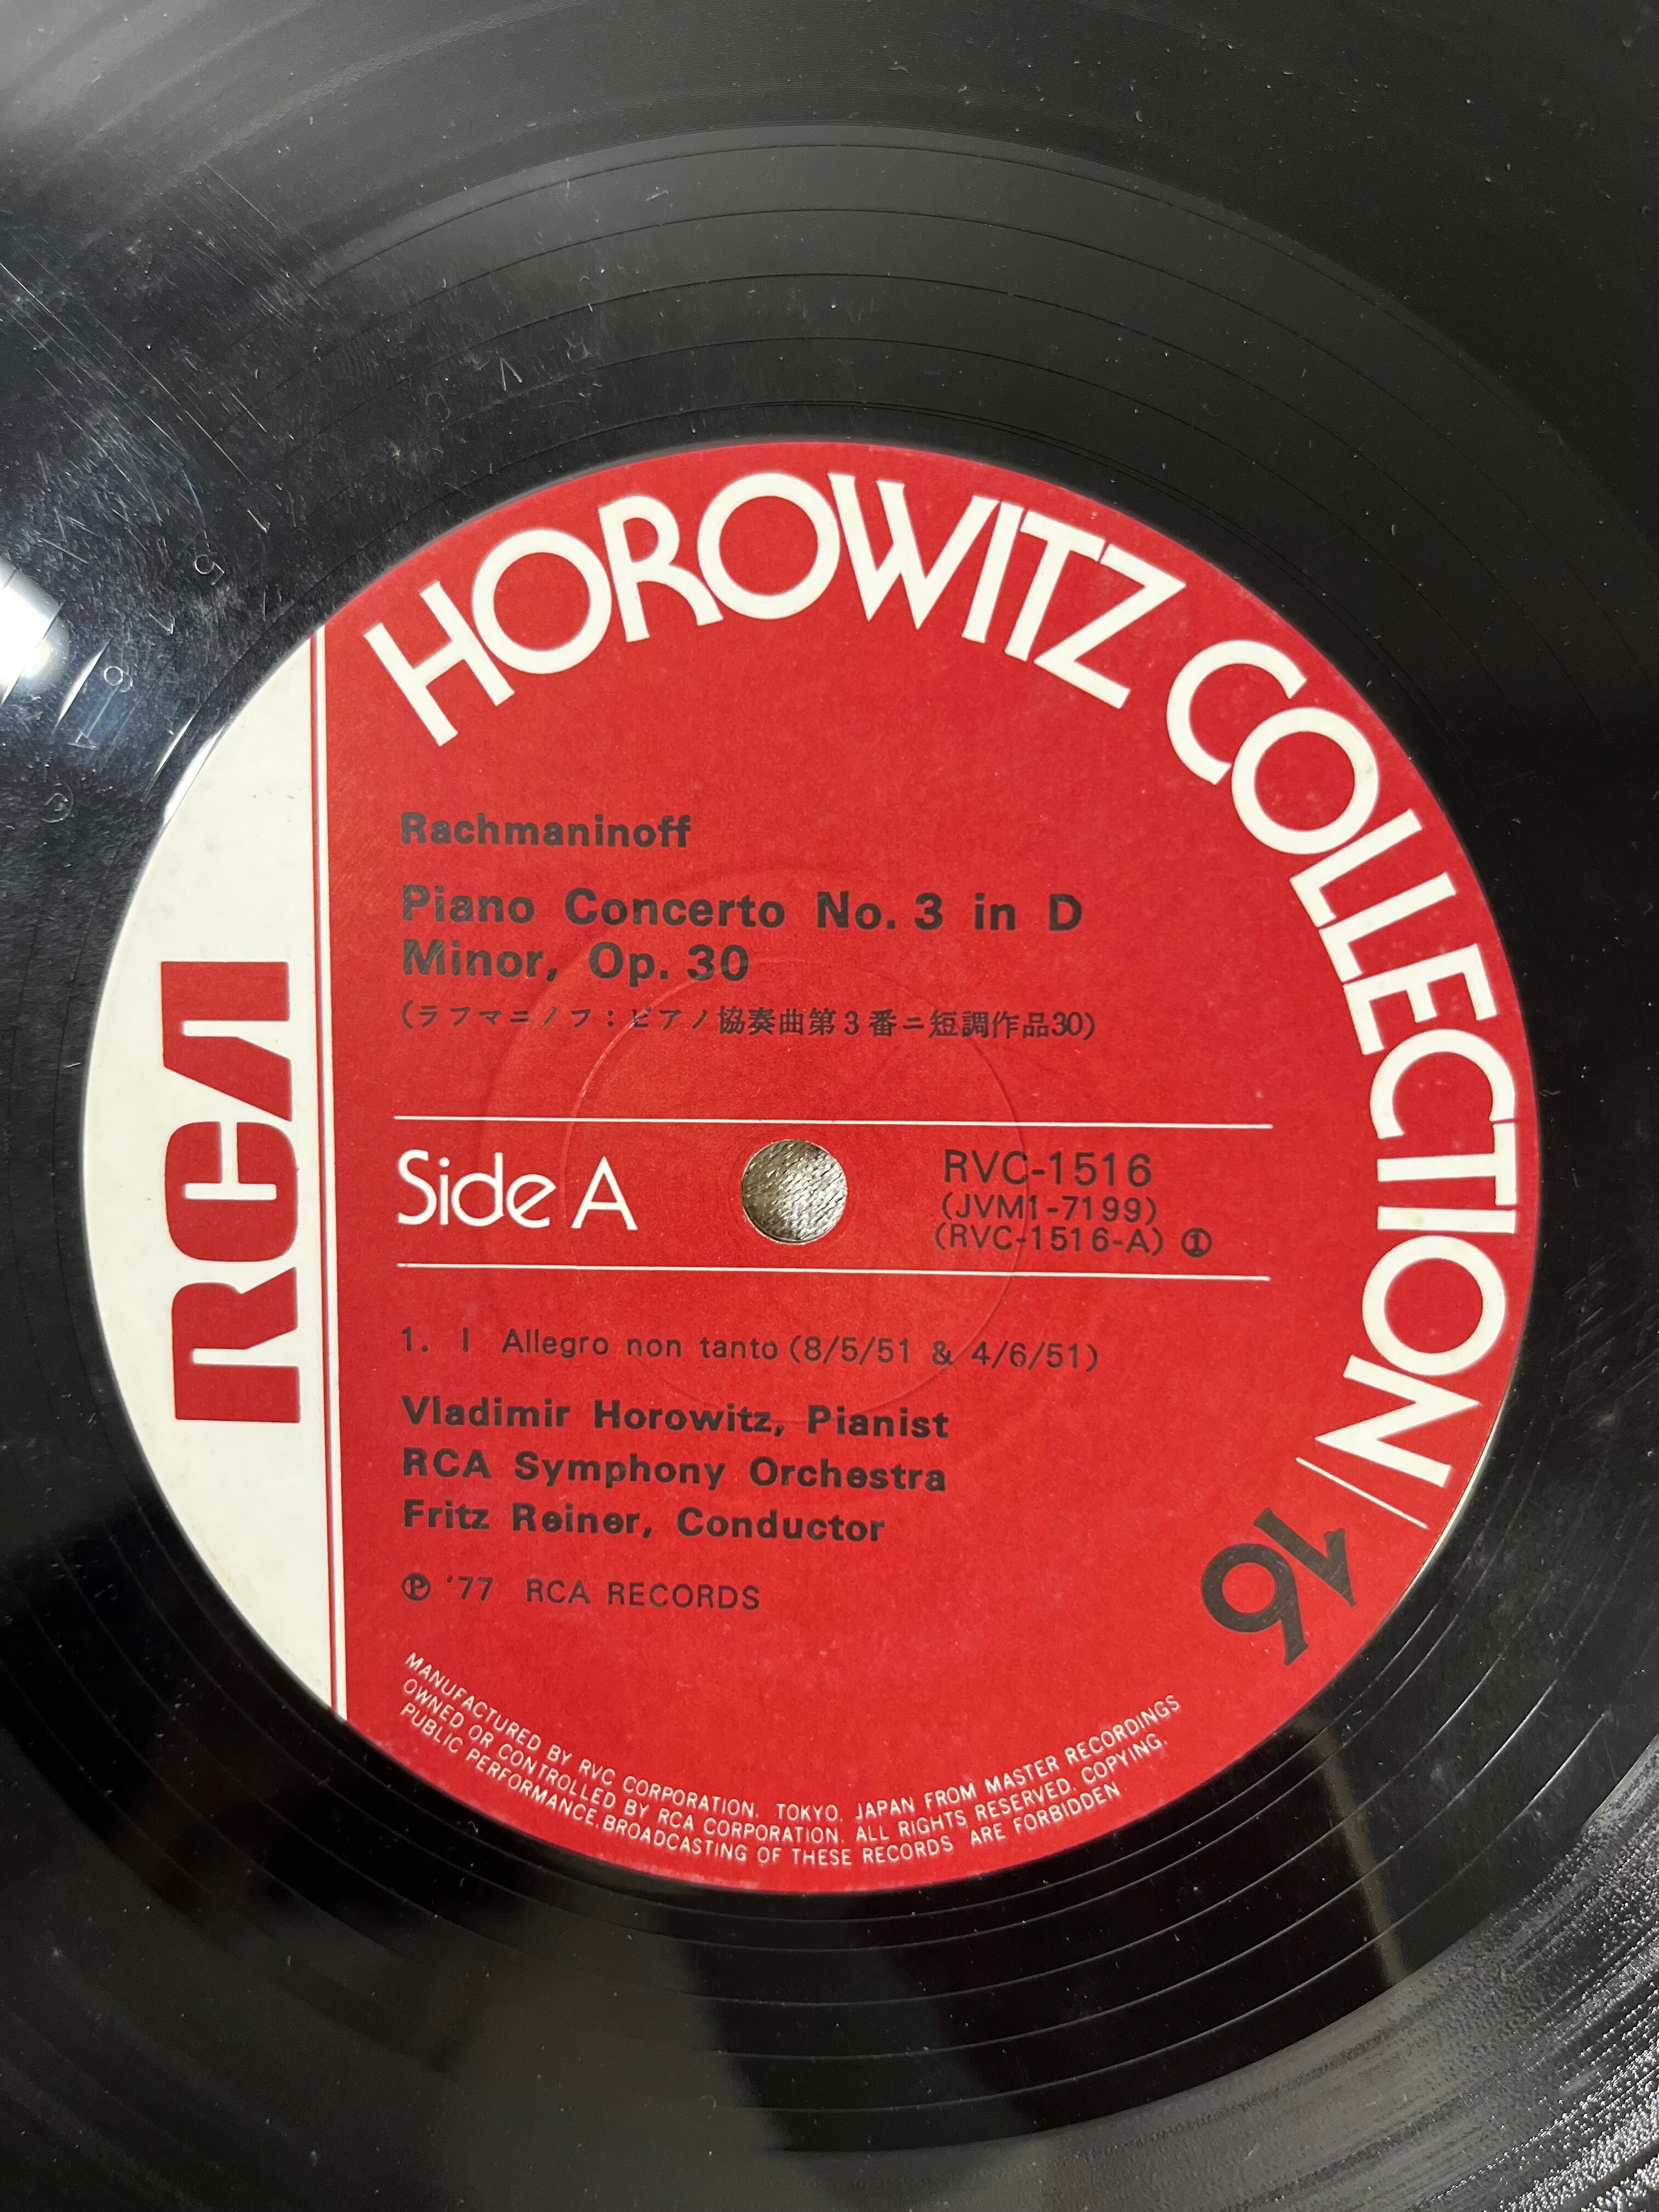 HOROWITZ COLLECTION/16
RCA
Rachmaninoff
Piano Concerto No. 3 in D
Minor, Op. 30
(ラフマニノフ：ピアノ協奏曲第3番ニ短調作品30)
Side A
RVC-1516
(JVM1-7199)
(RVC-1516-A) ①
1. I Allegro non tanto (8/5/51 & 4/6/51)
Vladimir Horowitz, Pianist
RCA Symphony Orchestra
Fritz Reiner, Conductor
Ⓟ '77 RCA RECORDS
MANUFACTURED BY RVC CORPORATION. TOKYO. JAPAN FROM MASTER RECORDINGS
OWNED OR CONTROLLED BY RCA CORPORATION. ALL RIGHTS RESERVED. COPYING.
PUBLIC PERFORMANCE. BROADCASTING OF THESE RECORDS ARE FORBIDDEN